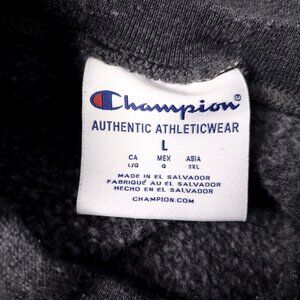 Champion®
AUTHENTIC ATHLETICWEAR
L
CA MEX ASIA
L/G G 2XL
MADE IN EL SALVADOR
FABRIQUÉ AU EL SALVADOR
HECHO EN EL SALVADOR
CHAMPION.COM